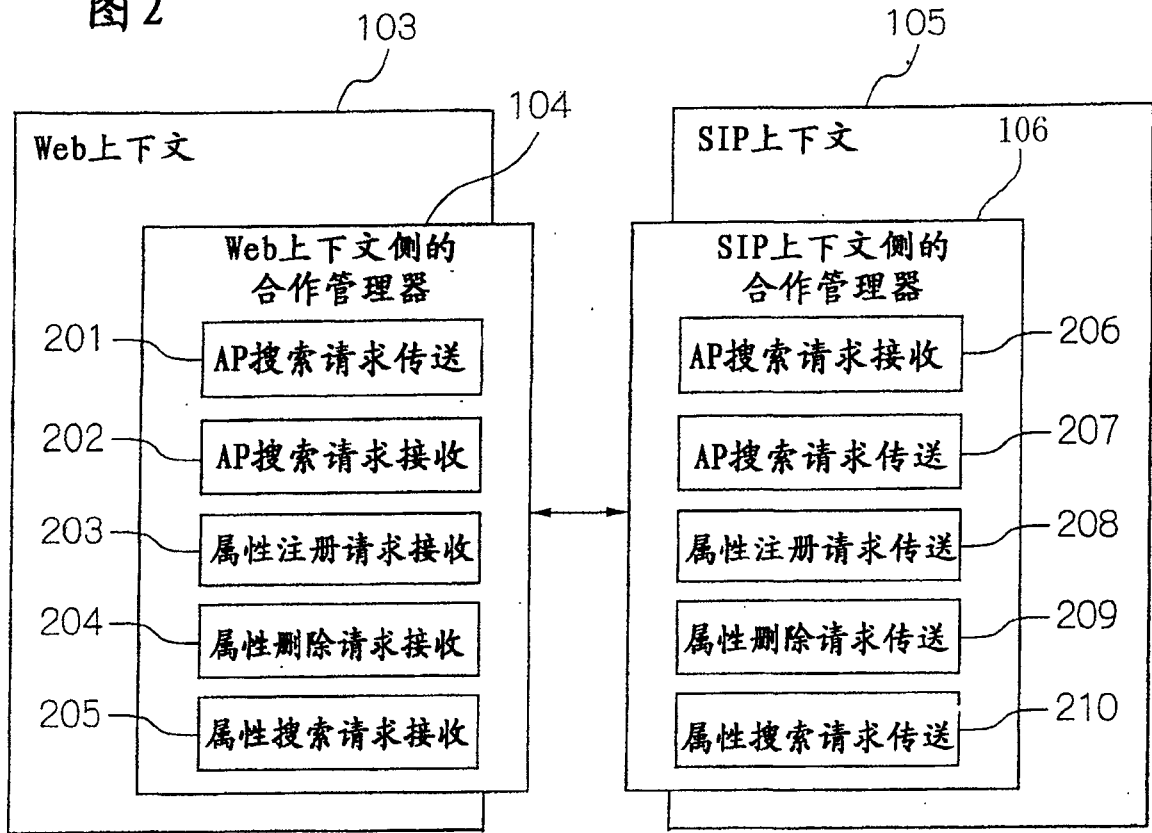 图2
103
105
104
106
Web上下文
SIP上下文
Web上下文侧的
合作管理器
SIP上下文侧的
合作管理器
201
AP搜索请求传送
202
AP搜索请求接收
203
属性注册请求接收
204
属性删除请求接收
205
属性搜索请求接收
AP搜索请求接收
206
AP搜索请求传送
207
属性注册请求传送
208
属性删除请求传送
209
属性搜索请求传送
210